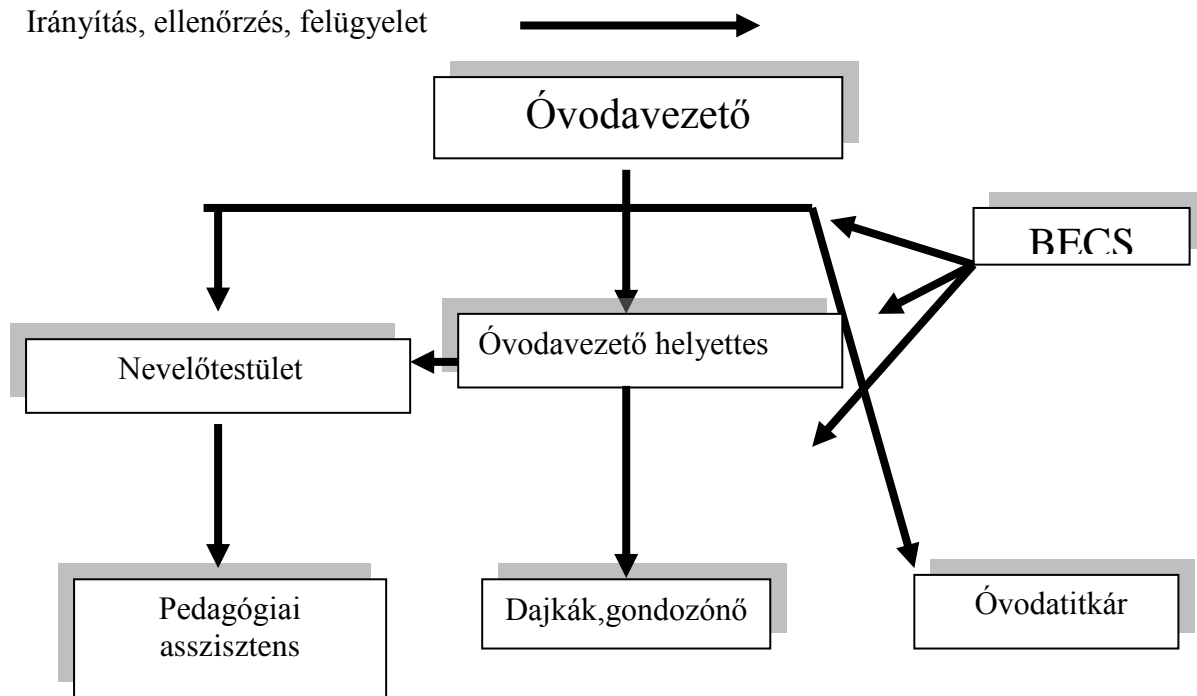 Irányítás, ellenőrzés, felügyelet
Óvodavezető
BECS
Óvodavezető helyettes
Nevelőtestület
Pedagógiai
asszisztens
Dajkák,gondozónő
Óvodatitkár